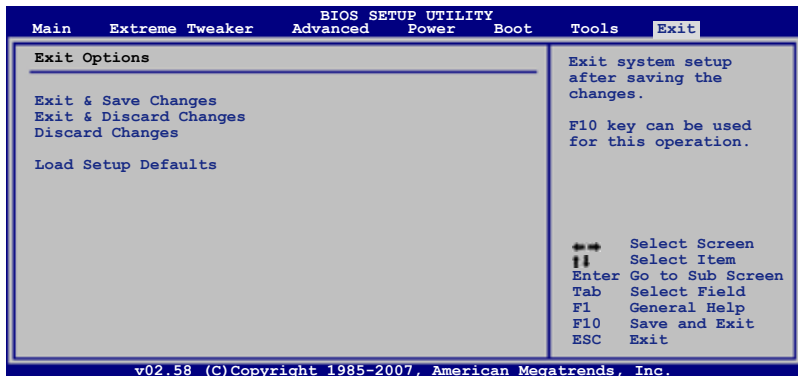 BIOS SETUP UTILITY
Main Extreme Tweaker Advanced Power Boot Tools Exit
Exit Options
Exit & Save Changes
Exit & Discard Changes
Discard Changes
Load Setup Defaults
Exit system setup
after saving the
changes.
F10 key can be used
for this operation.
←→ Select Screen
↑↓ Select Item
Enter Go to Sub Screen
Tab Select Field
F1 General Help
F10 Save and Exit
ESC Exit
v02.58 (C)Copyright 1985-2007, American Megatrends, Inc.